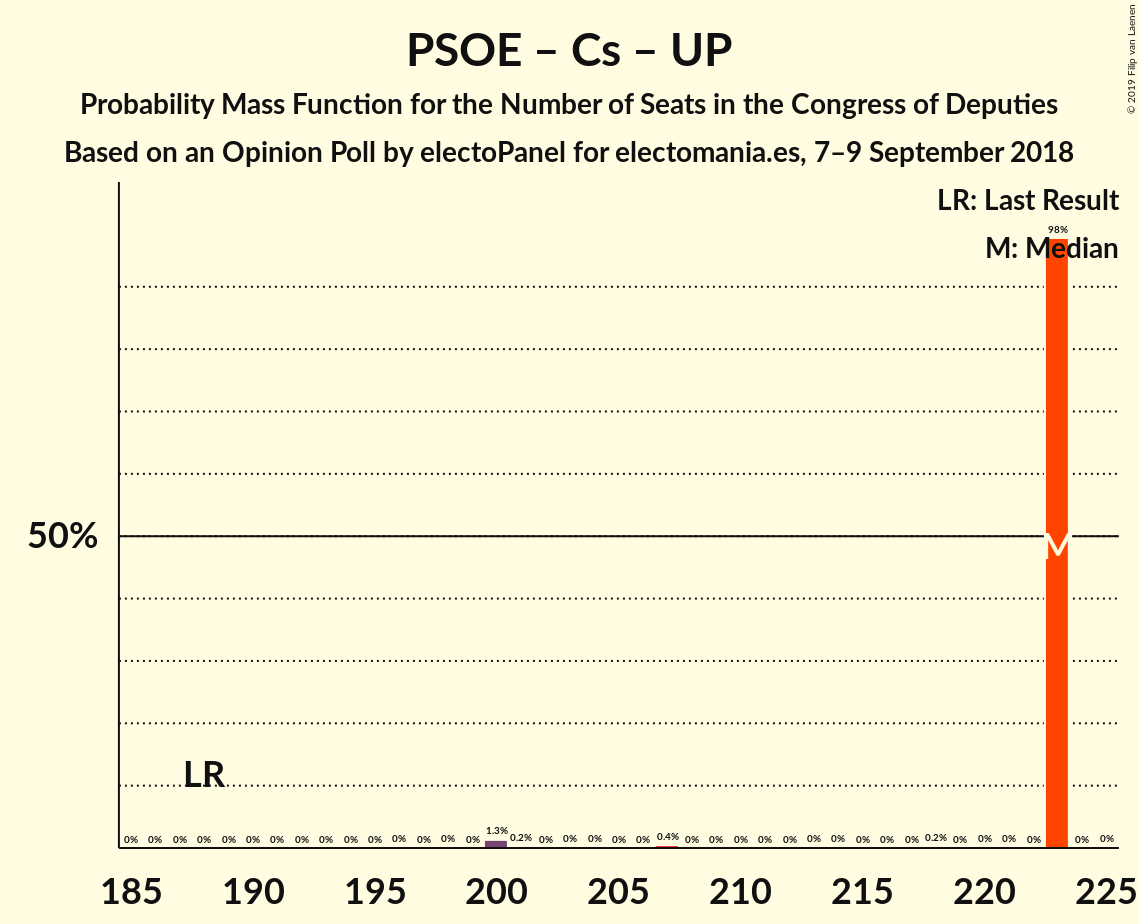 © 2019 Filip van Laenen
PSOE – Cs – UP
Probability Mass Function for the Number of Seats in the Congress of Deputies
Based on an Opinion Poll by electoPanel for electomania.es, 7–9 September 2018
LR: Last Result
98%
M: Median
50%
M
LR
0% 0% 0% 0% 0% 0% 0% 0% 0% 0% 0% 0% 0% 0% 0% 1.3% 0.2% 0% 0% 0% 0% 0% 0.4% 0% 0% 0% 0% 0% 0% 0% 0% 0% 0% 0.2% 0% 0% 0% 0% 0% 0%
185 190 195 200 205 210 215 220 225